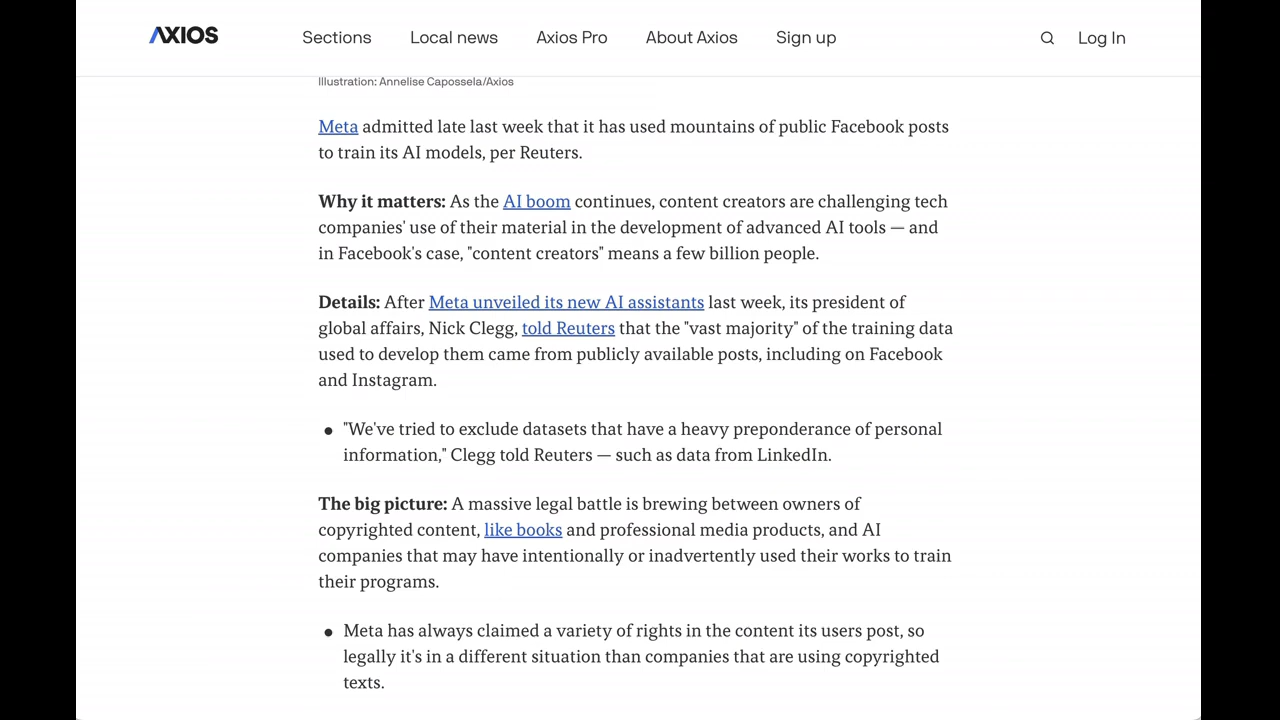 AXIOS
Sections Local news Axios Pro About Axios Sign up Log In
Illustration: Annelise Capossela/Axios
Meta admitted late last week that it has used mountains of public Facebook posts
to train its AI models, per Reuters.
Why it matters: As the AI boom continues, content creators are challenging tech
companies' use of their material in the development of advanced AI tools — and
in Facebook's case, "content creators" means a few billion people.
Details: After Meta unveiled its new AI assistants last week, its president of
global affairs, Nick Clegg, told Reuters that the "vast majority" of the training data
used to develop them came from publicly available posts, including on Facebook
and Instagram.
• "We've tried to exclude datasets that have a heavy preponderance of personal
information," Clegg told Reuters — such as data from LinkedIn.
The big picture: A massive legal battle is brewing between owners of
copyrighted content, like books and professional media products, and AI
companies that may have intentionally or inadvertently used their works to train
their programs.
• Meta has always claimed a variety of rights in the content its users post, so
legally it's in a different situation than companies that are using copyrighted
texts.